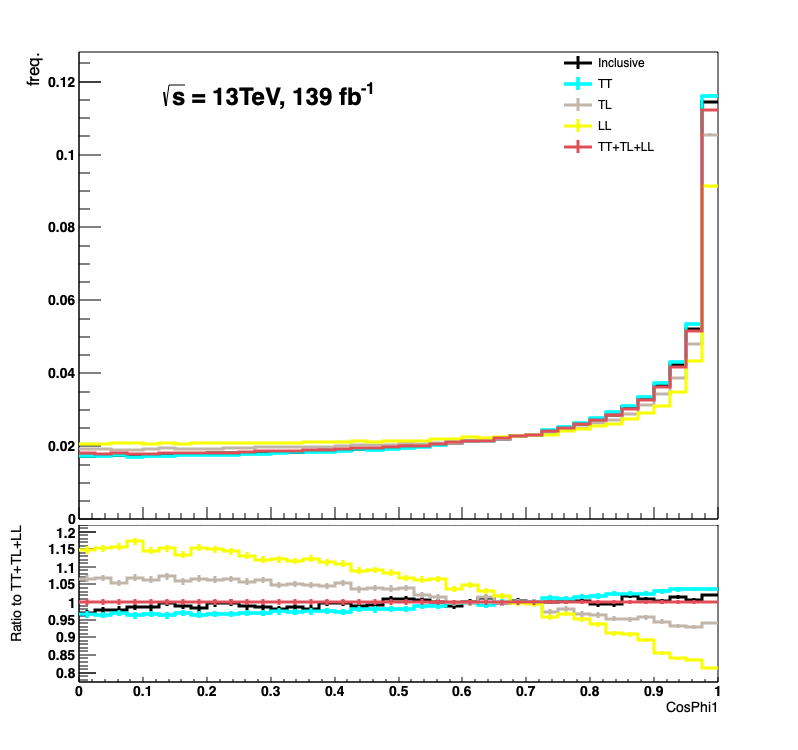 freq.
√s = 13TeV, 139 fb⁻¹
Inclusive
TT
TL
LL
TT+TL+LL
0.12
0.1
0.08
0.06
0.04
0.02
0
Ratio to TT+TL+LL
1.2
1.15
1.1
1.05
1
0.95
0.9
0.85
0.8
0 0.1 0.2 0.3 0.4 0.5 0.6 0.7 0.8 0.9 1
CosPhi1